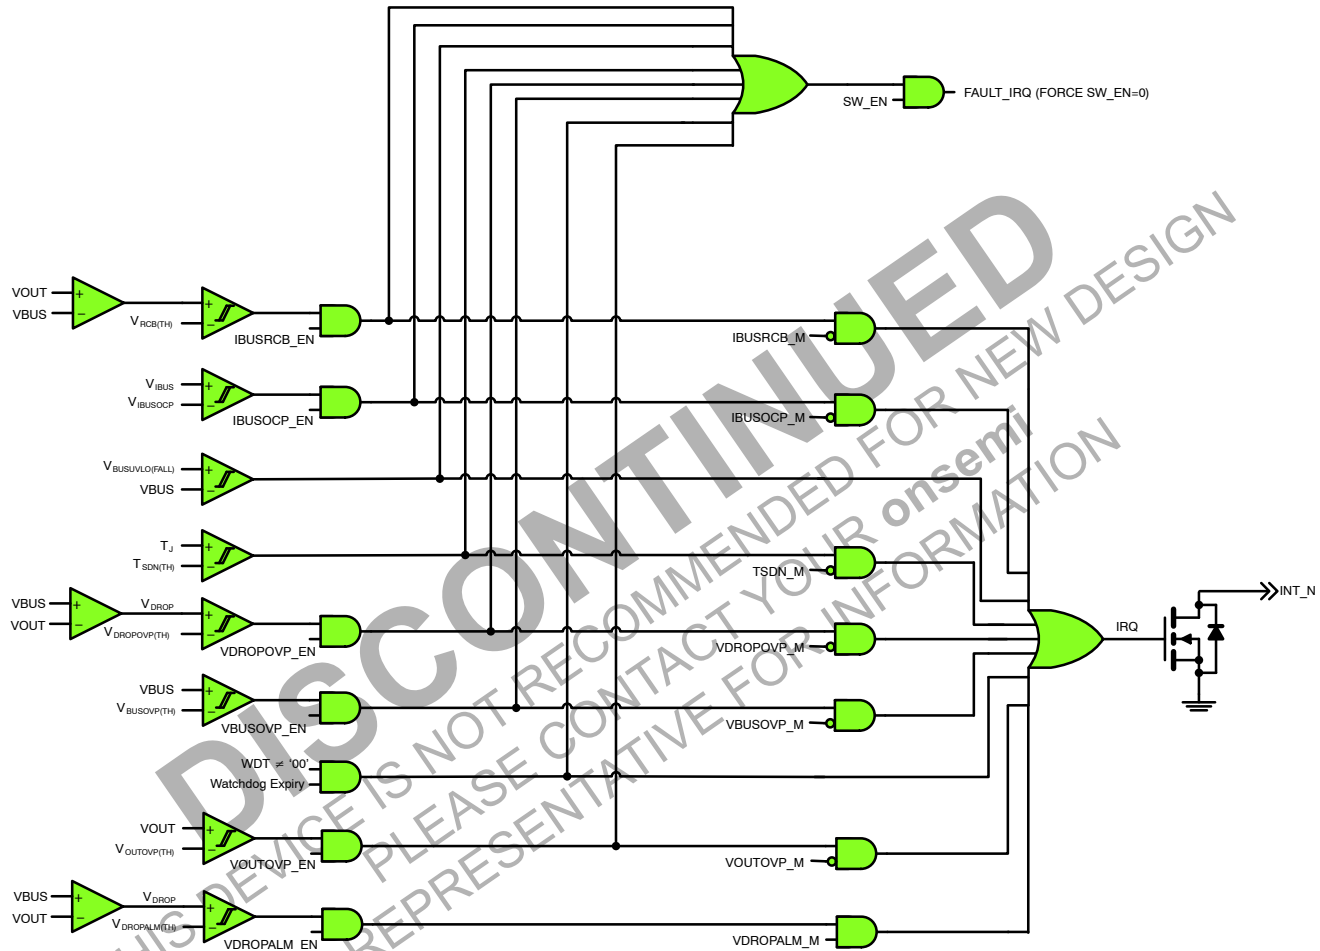 SW_EN
FAULT_IRQ (FORCE SW_EN=0)
VOUT
VBUS
+
−
VRCB(TH)
+
−
IBUSRCB_EN
IBUSRCB_M
VIBUS
VIBUSOCP
+
−
IBUSOCP_EN
IBUSOCP_M
VBUSUVLO(FALL)
VBUS
+
−
TJ
TSDN(TH)
+
−
TSDN_M
VBUS
VOUT
+
−
VDROP
VDROPOVP(TH)
+
−
VDROPOVP_EN
VDROPOVP_M
IRQ
INT_N
VBUS
VBUSOVP(TH)
+
−
VBUSOVP_EN
VBUSOVP_M
WDT ≠ ‘00’
Watchdog Expiry
VOUT
VOUTOVP(TH)
+
−
VOUTOVP_EN
VOUTOVP_M
VBUS
VOUT
+
−
VDROP
VDROPALM(TH)
+
−
VDROPALM_EN
VDROPALM_M
DISCONTINUED
HIS DEVICE IS NOT RECOMMENDED FOR NEW DESIGN
PLEASE CONTACT YOUR onsemi
REPRESENTATIVE FOR INFORMATION